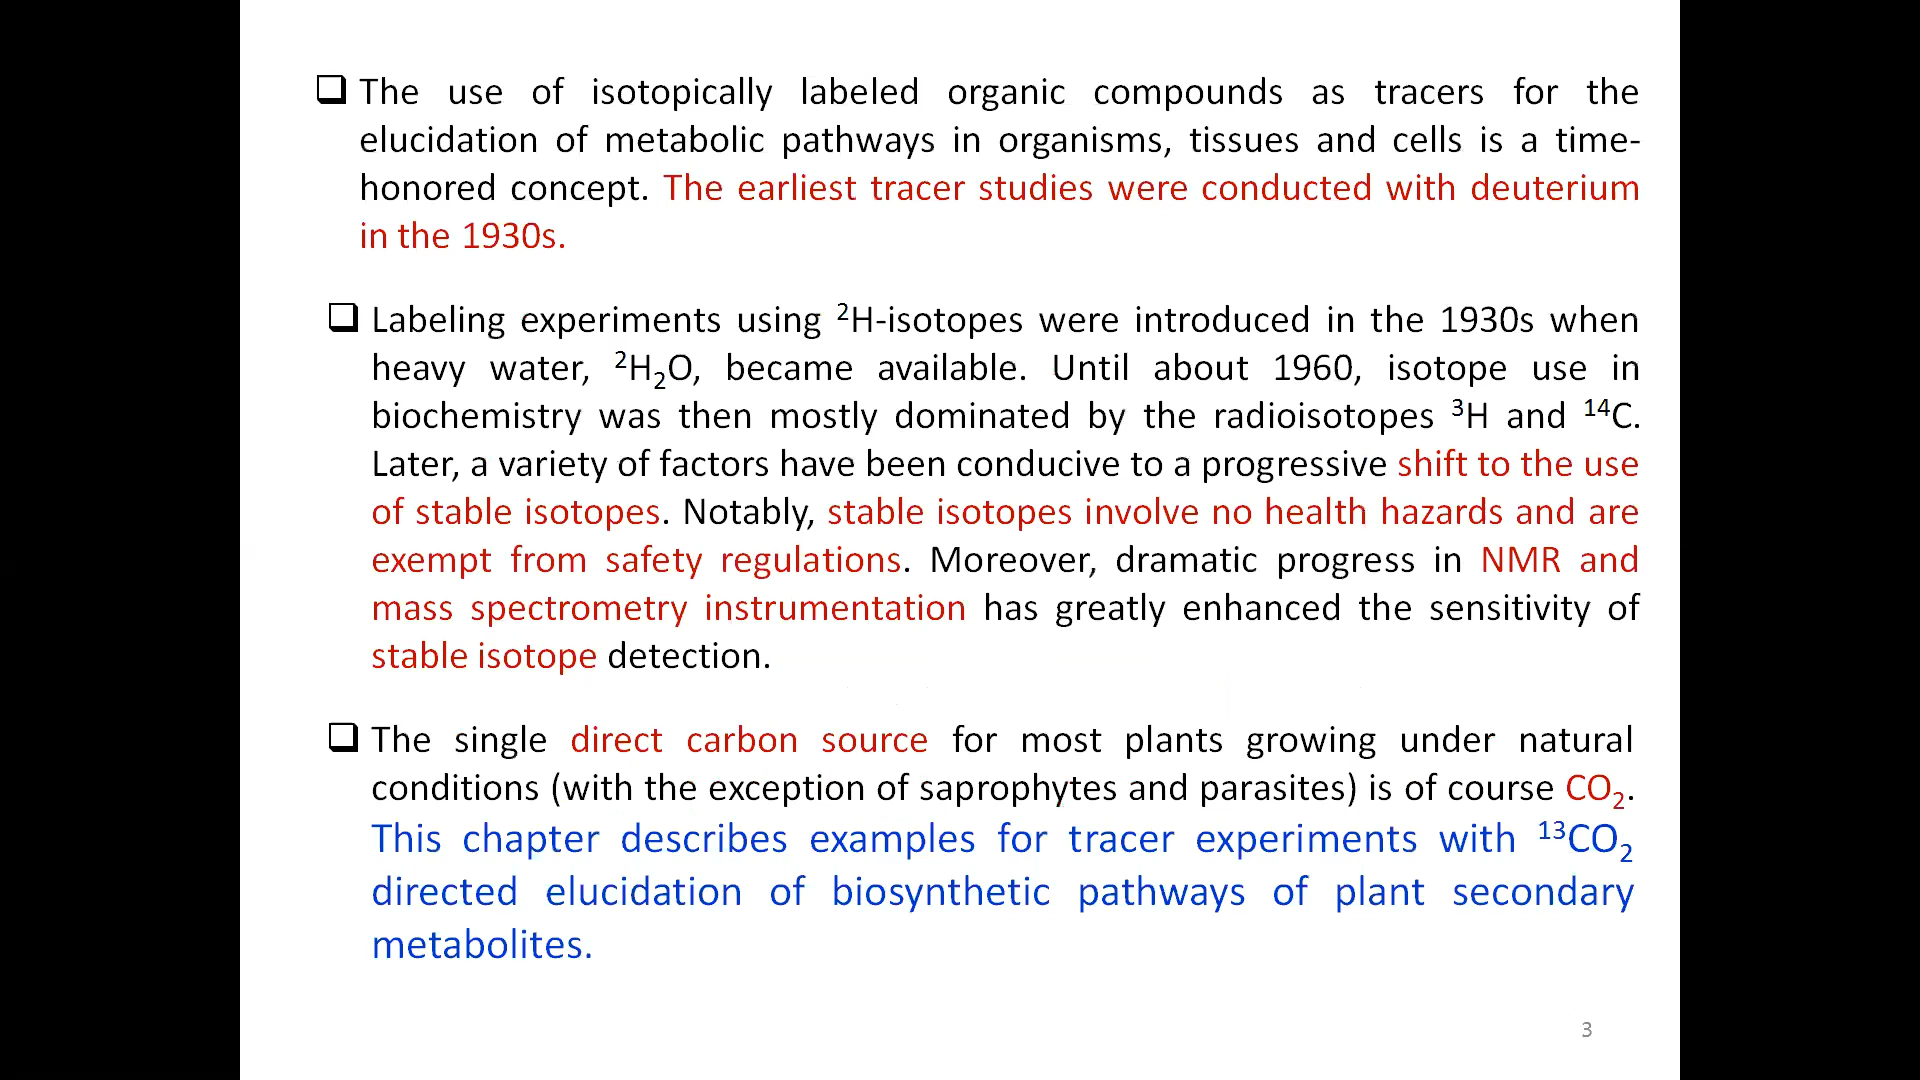 ❑ The use of isotopically labeled organic compounds as tracers for the
elucidation of metabolic pathways in organisms, tissues and cells is a time-
honored concept. The earliest tracer studies were conducted with deuterium
in the 1930s.
❑ Labeling experiments using ²H-isotopes were introduced in the 1930s when
heavy water, ²H₂O, became available. Until about 1960, isotope use in
biochemistry was then mostly dominated by the radioisotopes ³H and ¹⁴C.
Later, a variety of factors have been conducive to a progressive shift to the use
of stable isotopes. Notably, stable isotopes involve no health hazards and are
exempt from safety regulations. Moreover, dramatic progress in NMR and
mass spectrometry instrumentation has greatly enhanced the sensitivity of
stable isotope detection.
❑ The single direct carbon source for most plants growing under natural
conditions (with the exception of saprophytes and parasites) is of course CO₂.
This chapter describes examples for tracer experiments with ¹³CO₂
directed elucidation of biosynthetic pathways of plant secondary
metabolites.
3